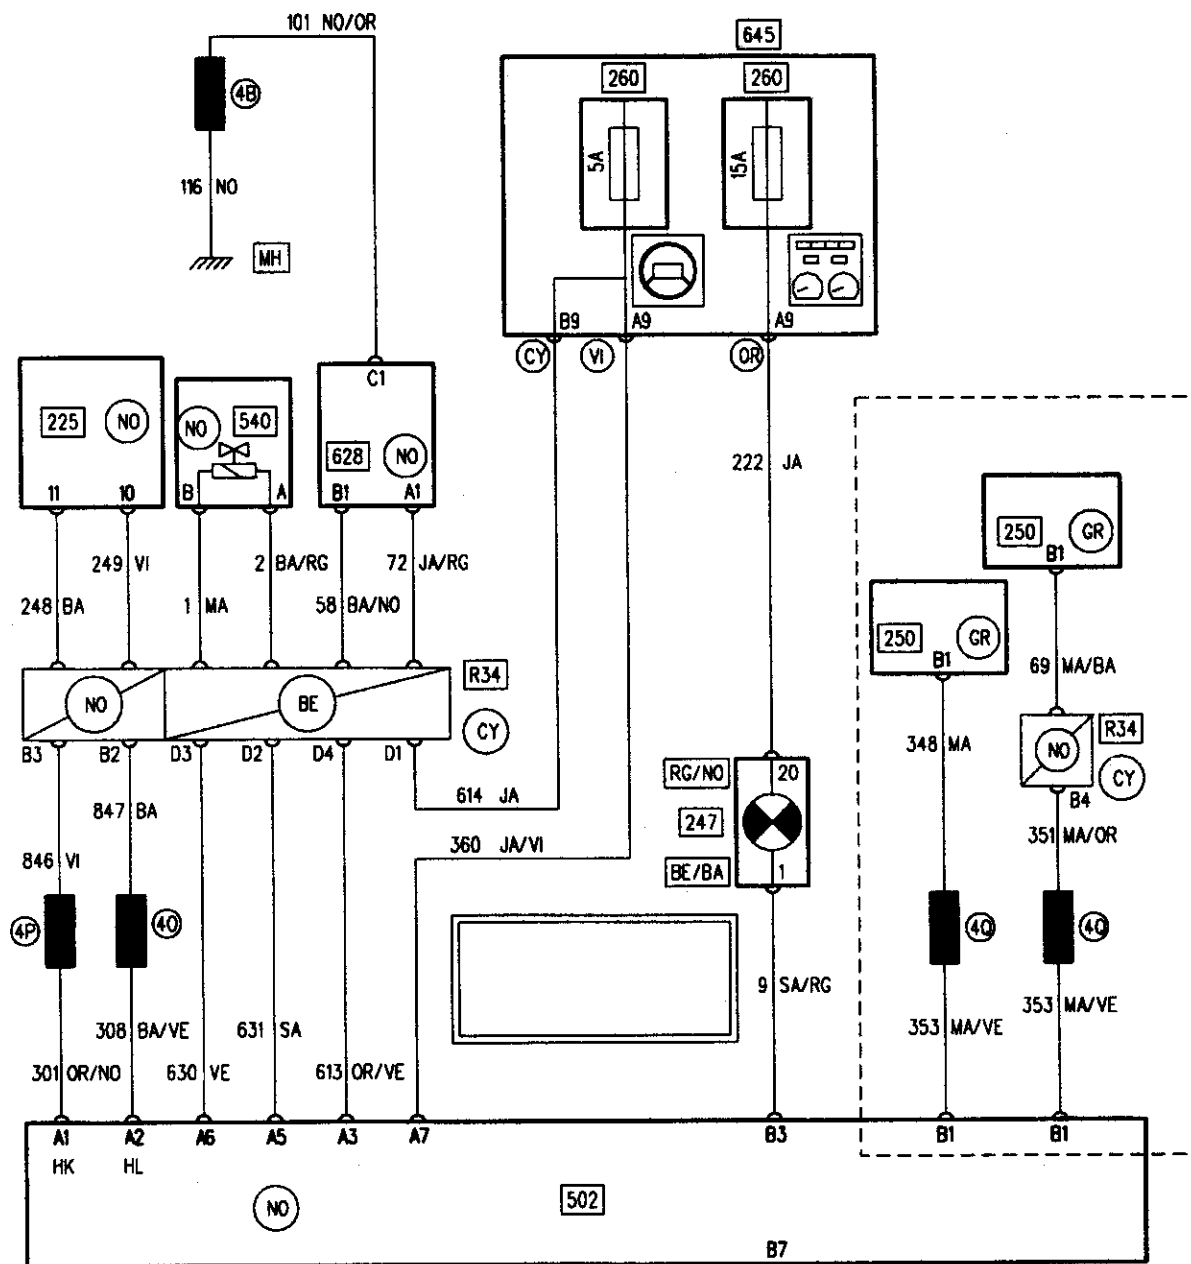 101 NO/OR
645
260
260
4B
5A
15A
116 NO
MH
B9
A9
A9
CY
VI
OR
C1
225
NO
NO
540
628
NO
222 JA
11
10
B
A
B1
A1
250
GR
B1
249 VI
2 BA/RG
72 JA/RG
248 BA
1 MA
58 BA/NO
250
GR
B1
69 MA/BA
NO
BE
R34
CY
R34
NO
CY
348 MA
B3
B2
D3
D2
D4
D1
RG/NO
20
614 JA
B4
847 BA
247
351 MA/OR
360 JA/VI
846 VI
BE/BA
1
4P
4O
4Q
4Q
9 SA/RG
308 BA/VE
631 SA
353 MA/VE
353 MA/VE
301 OR/NO
630 VE
613 OR/VE
A1
A2
A6
A5
A3
A7
B3
B1
B1
HK
HL
NO
502
B7